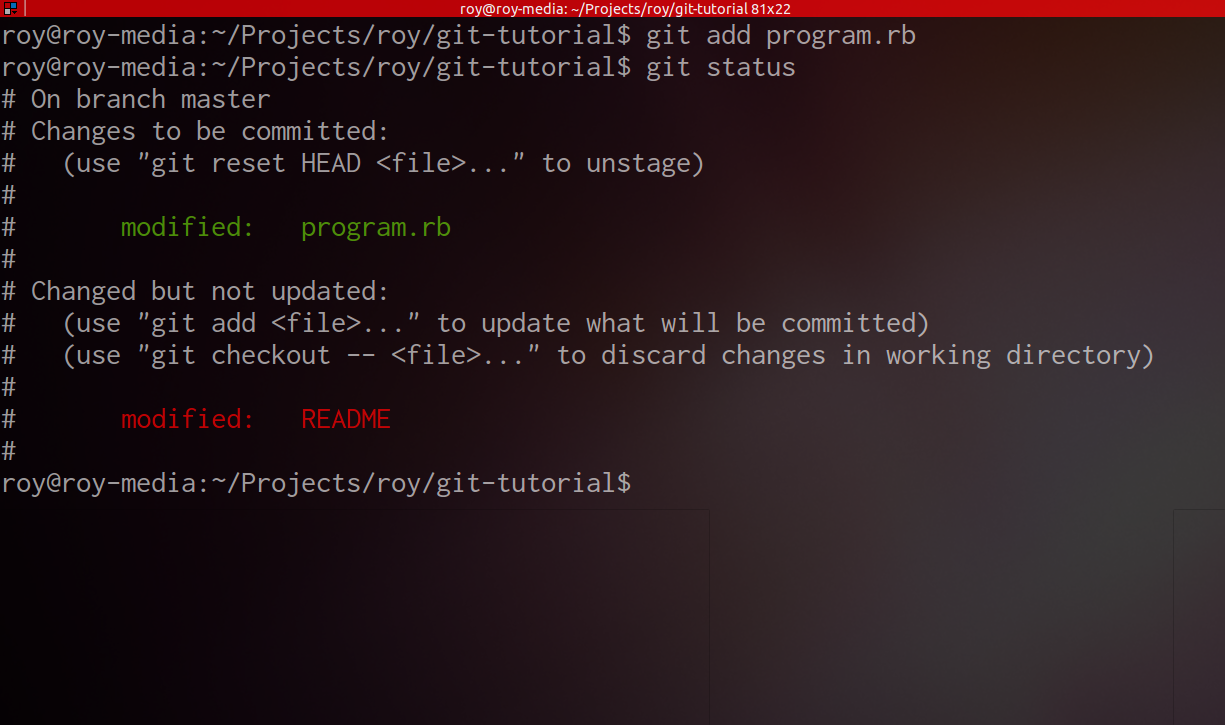 roy@roy-media: ~/Projects/roy/git-tutorial 81x22
roy@roy-media:~/Projects/roy/git-tutorial$ git add program.rb
roy@roy-media:~/Projects/roy/git-tutorial$ git status
# On branch master
# Changes to be committed:
#   (use "git reset HEAD <file>..." to unstage)
#
#       modified:   program.rb
#
# Changed but not updated:
#   (use "git add <file>..." to update what will be committed)
#   (use "git checkout -- <file>..." to discard changes in working directory)
#
#       modified:   README
#
roy@roy-media:~/Projects/roy/git-tutorial$